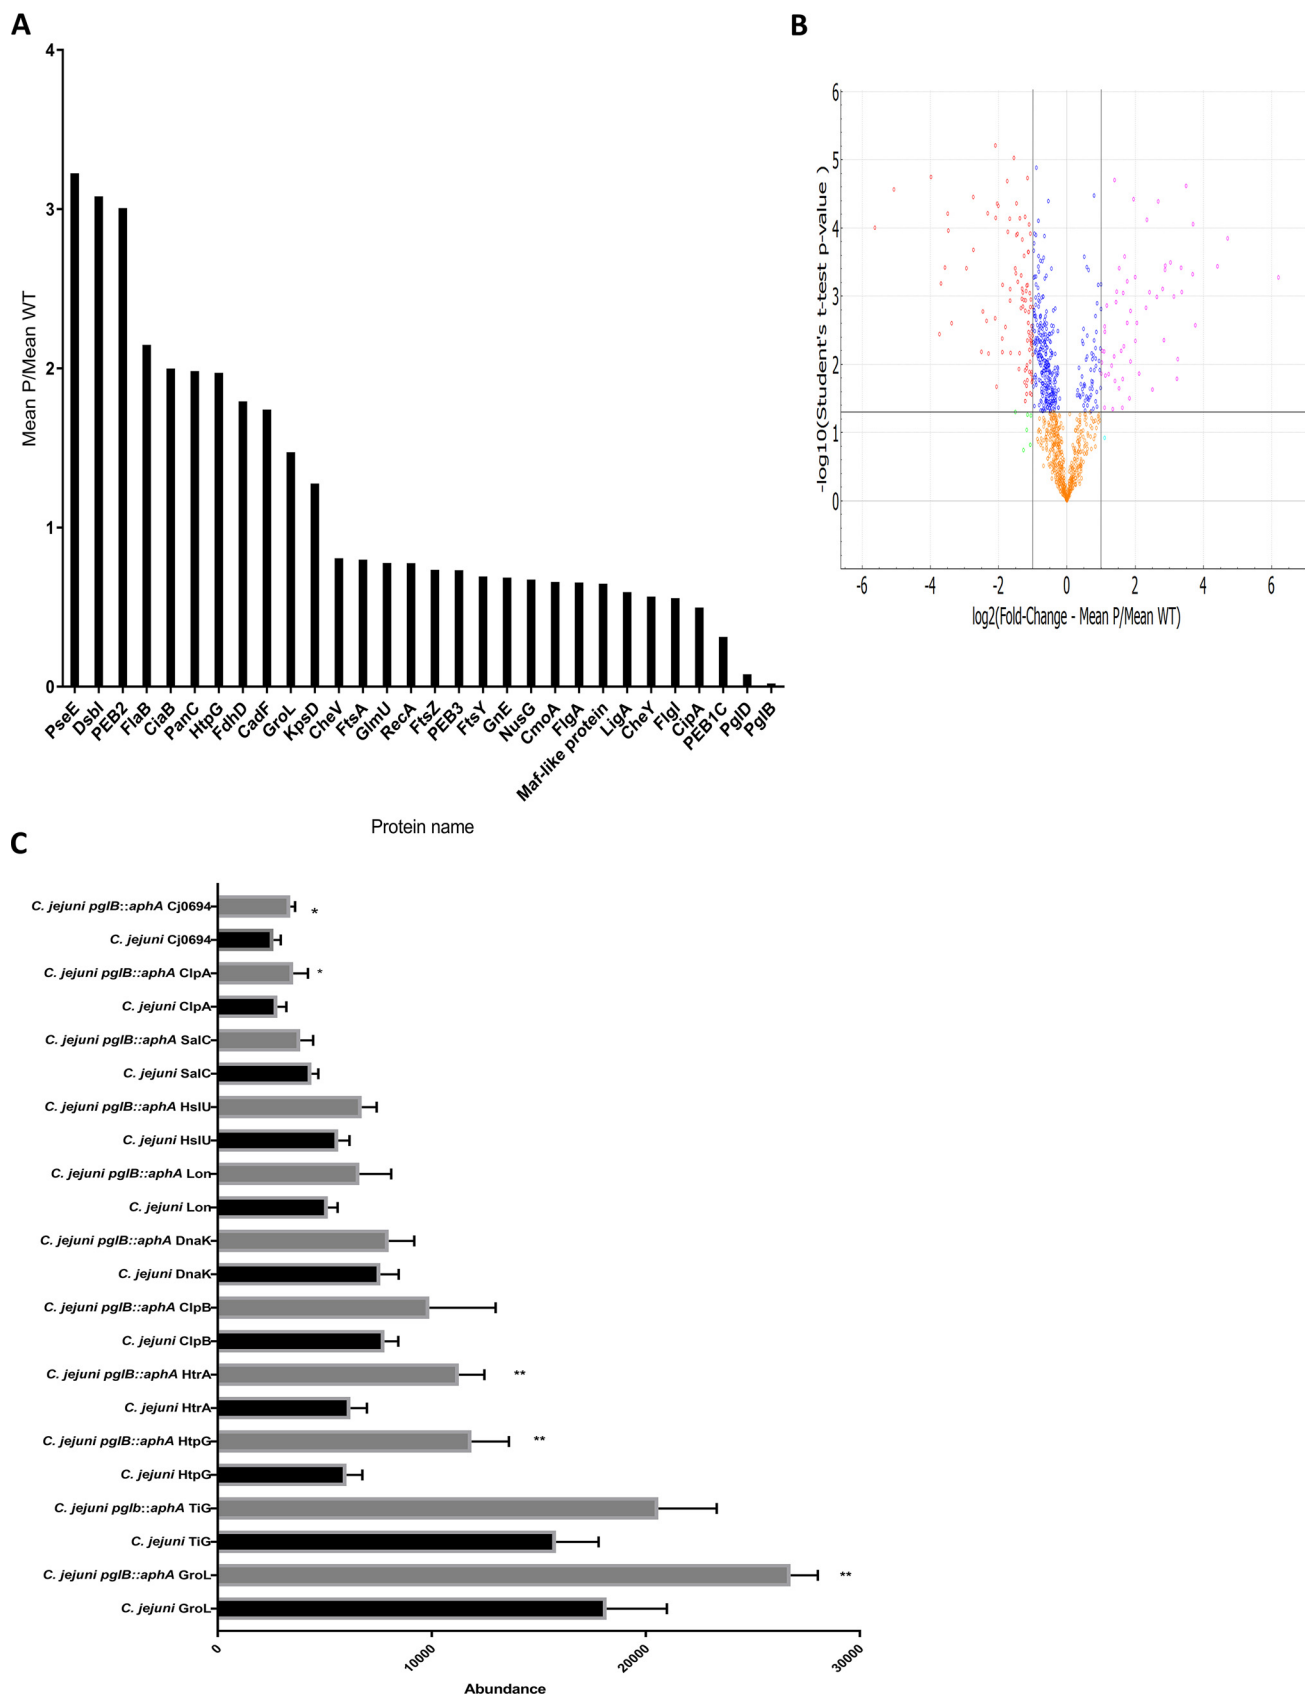 A
4
3
2
1
0
Mean P/Mean WT
PseE
DsbI
PEB2
FlaB
CiaB
PanC
HtpG
FdhD
CadF
GroL
KpsD
CheV
FtsA
GlmU
RecA
FtsZ
PEB3
FtsY
GnE
NusG
CmoA
FlgA
Maf-like protein
LigA
CheY
FlgI
ClpA
PEB1C
PglD
PglB
Protein name
B
6
5
4
3
2
1
0
-log10(Student's t-test p-value )
-6 -4 -2 0 2 4 6
log2(Fold-Change - Mean P/Mean WT)
C
C. jejuni pglB::aphA Cj0694 *
C. jejuni Cj0694
C. jejuni pglB::aphA ClpA *
C. jejuni ClpA
C. jejuni pglB::aphA SalC
C. jejuni SalC
C. jejuni pglB::aphA HslU
C. jejuni HslU
C. jejuni pglB::aphA Lon
C. jejuni Lon
C. jejuni pglB::aphA DnaK
C. jejuni DnaK
C. jejuni pglB::aphA ClpB
C. jejuni ClpB
C. jejuni pglB::aphA HtrA **
C. jejuni HtrA
C. jejuni pglB::aphA HtpG **
C. jejuni HtpG
C. jejuni pglb::aphA TiG
C. jejuni TiG
C. jejuni pglB::aphA GroL **
C. jejuni GroL
0 10000 20000 30000
Abundance